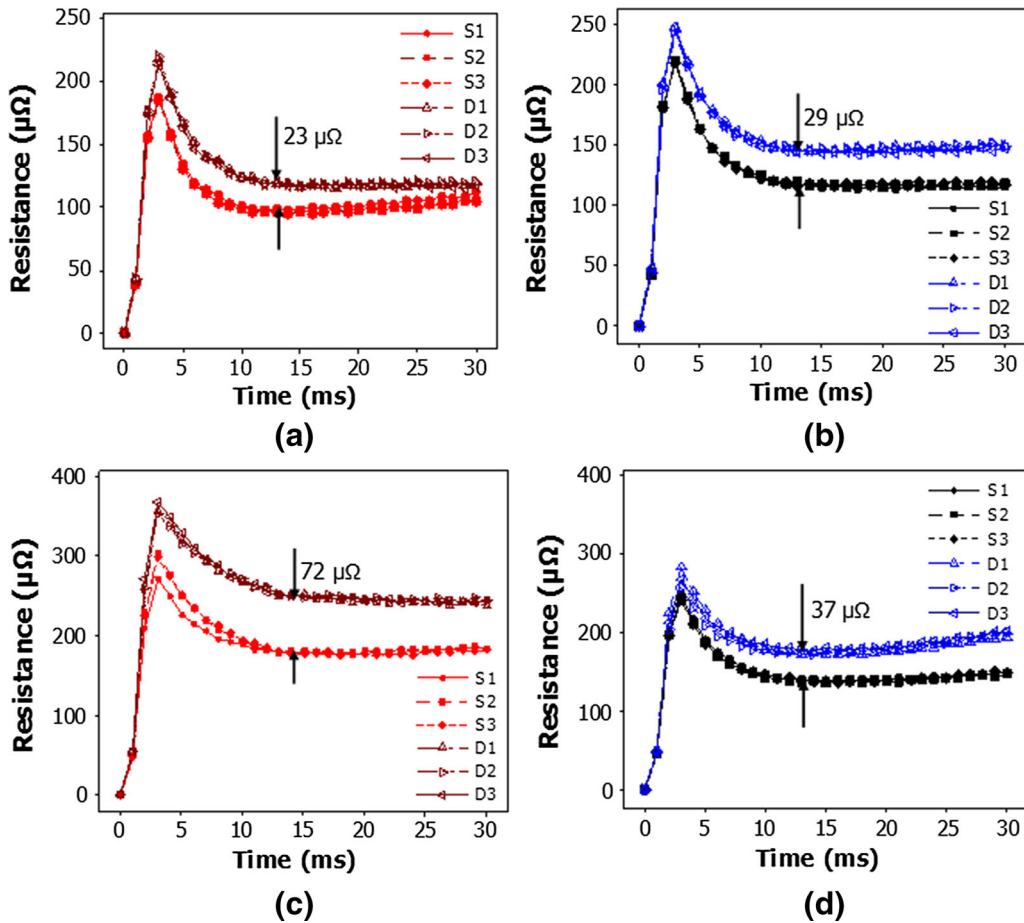 250
200
150
100
50
0
Resistance (μΩ)
S1
S2
S3
D1
D2
D3
23 μΩ
0 5 10 15 20 25 30
Time (ms)
(a)
250
200
150
100
50
0
Resistance (μΩ)
29 μΩ
S1
S2
S3
D1
D2
D3
0 5 10 15 20 25 30
Time (ms)
(b)
400
300
200
100
0
Resistance (μΩ)
72 μΩ
S1
S2
S3
D1
D2
D3
0 5 10 15 20 25 30
Time (ms)
(c)
400
300
200
100
0
Resistance (μΩ)
S1
S2
S3
D1
D2
D3
37 μΩ
0 5 10 15 20 25 30
Time (ms)
(d)